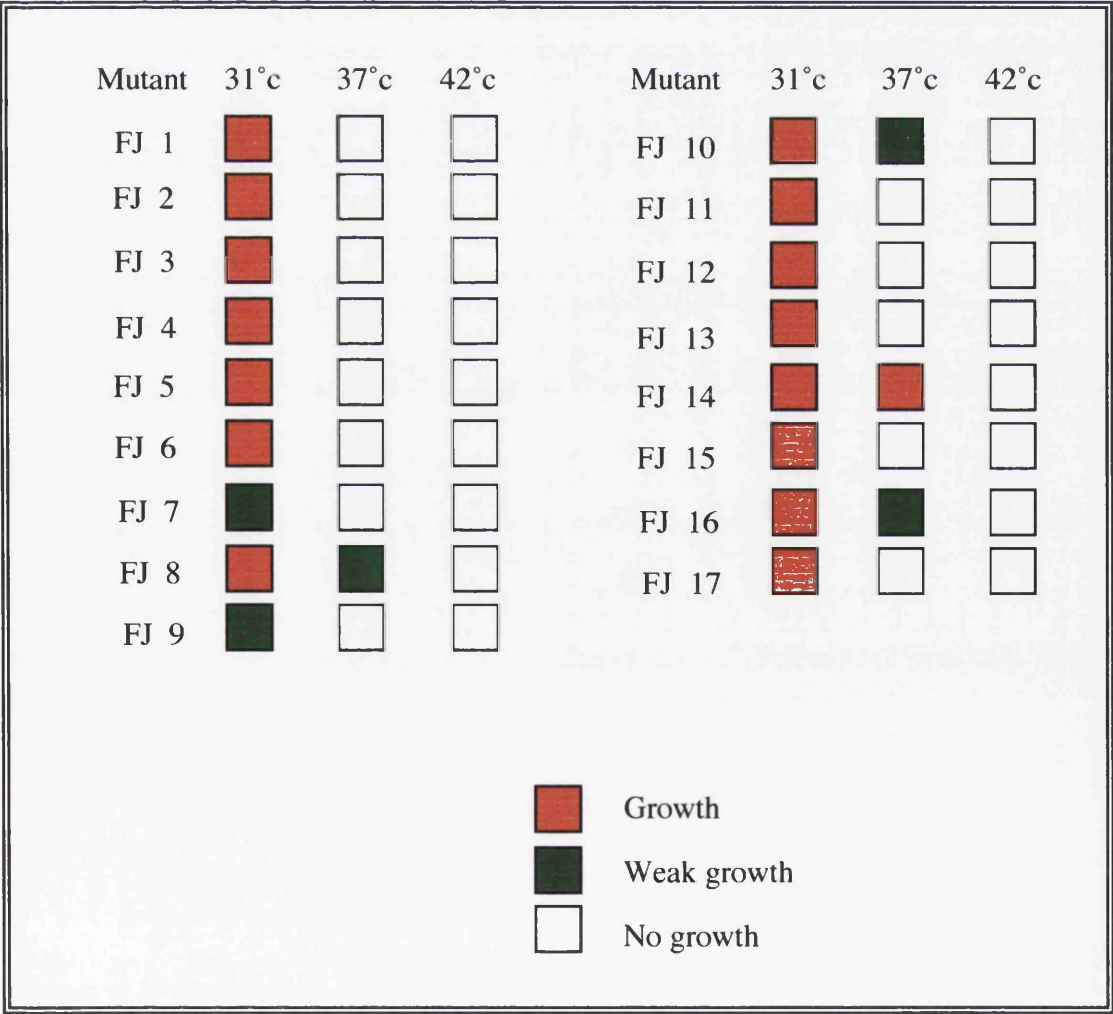 Mutant 31°c 37°c 42°c
FJ 1
FJ 2
FJ 3
FJ 4
FJ 5
FJ 6
FJ 7
FJ 8
FJ 9
Mutant 31°c 37°c 42°c
FJ 10
FJ 11
FJ 12
FJ 13
FJ 14
FJ 15
FJ 16
FJ 17
Growth
Weak growth
No growth